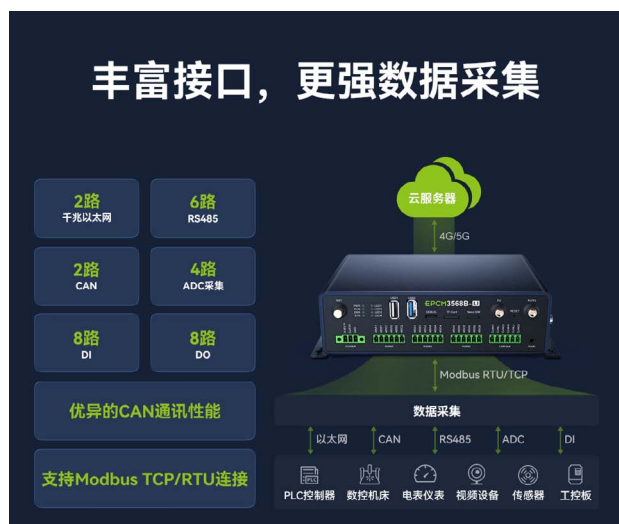 丰富接口，更强数据采集
2路
千兆以太网
6路
RS485
2路
CAN
4路
ADC采集
8路
DI
8路
DO
优异的CAN通讯性能
支持Modbus TCP/RTU连接
云服务器
4G/5G
EPCM3568B-LI
Modbus RTU/TCP
数据采集
以太网
CAN
RS485
ADC
DI
PLC
PLC控制器
数控机床
电表仪表
视频设备
传感器
工控板